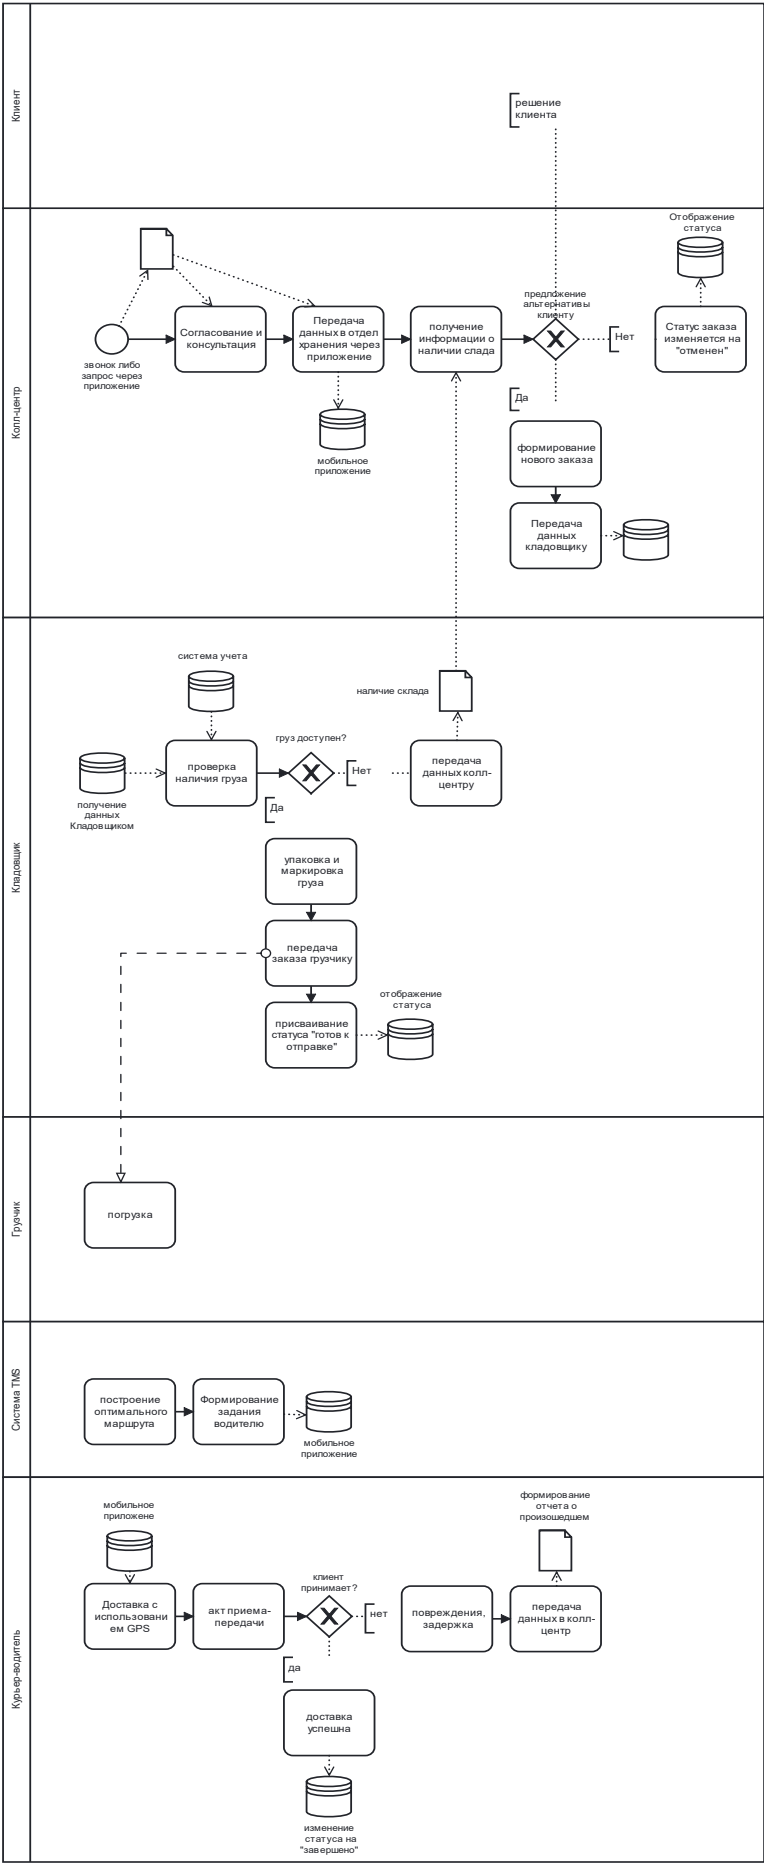 Клиент
решение
клиента
Колл-центр
Отображение
статуса
звонок либо
запрос через
приложение
Согласование и
консультация
Передача
данных в отдел
хранения через
приложение
мобильное
приложение
получение
информации о
наличии слада
предложение
альтернативы
клиенту
Нет
Статус заказа
изменяется на
"отменен"
Да
формирование
нового заказа
Передача
данных
кладовщику
Кладовщик
система учета
наличие склада
получение
данных
Кладовщиком
проверка
наличия груза
груз доступен?
Нет
передача
данных колл-
центру
Да
упаковка и
маркировка
груза
передача
заказа грузчику
присваивание
статуса "готов к
отправке"
отображение
статуса
Грузчик
погрузка
Система TMS
построение
оптимального
маршрута
Формирование
задания
водителю
мобильное
приложение
Курьер-водитель
мобильное
приложене
формирование
отчета о
произошедшем
Доставка с
использовани
ем GPS
акт приема-
передачи
клиент
принимает?
нет
повреждения,
задержка
передача
данных в колл-
центр
да
доставка
успешна
изменение
статуса на
"завершено"